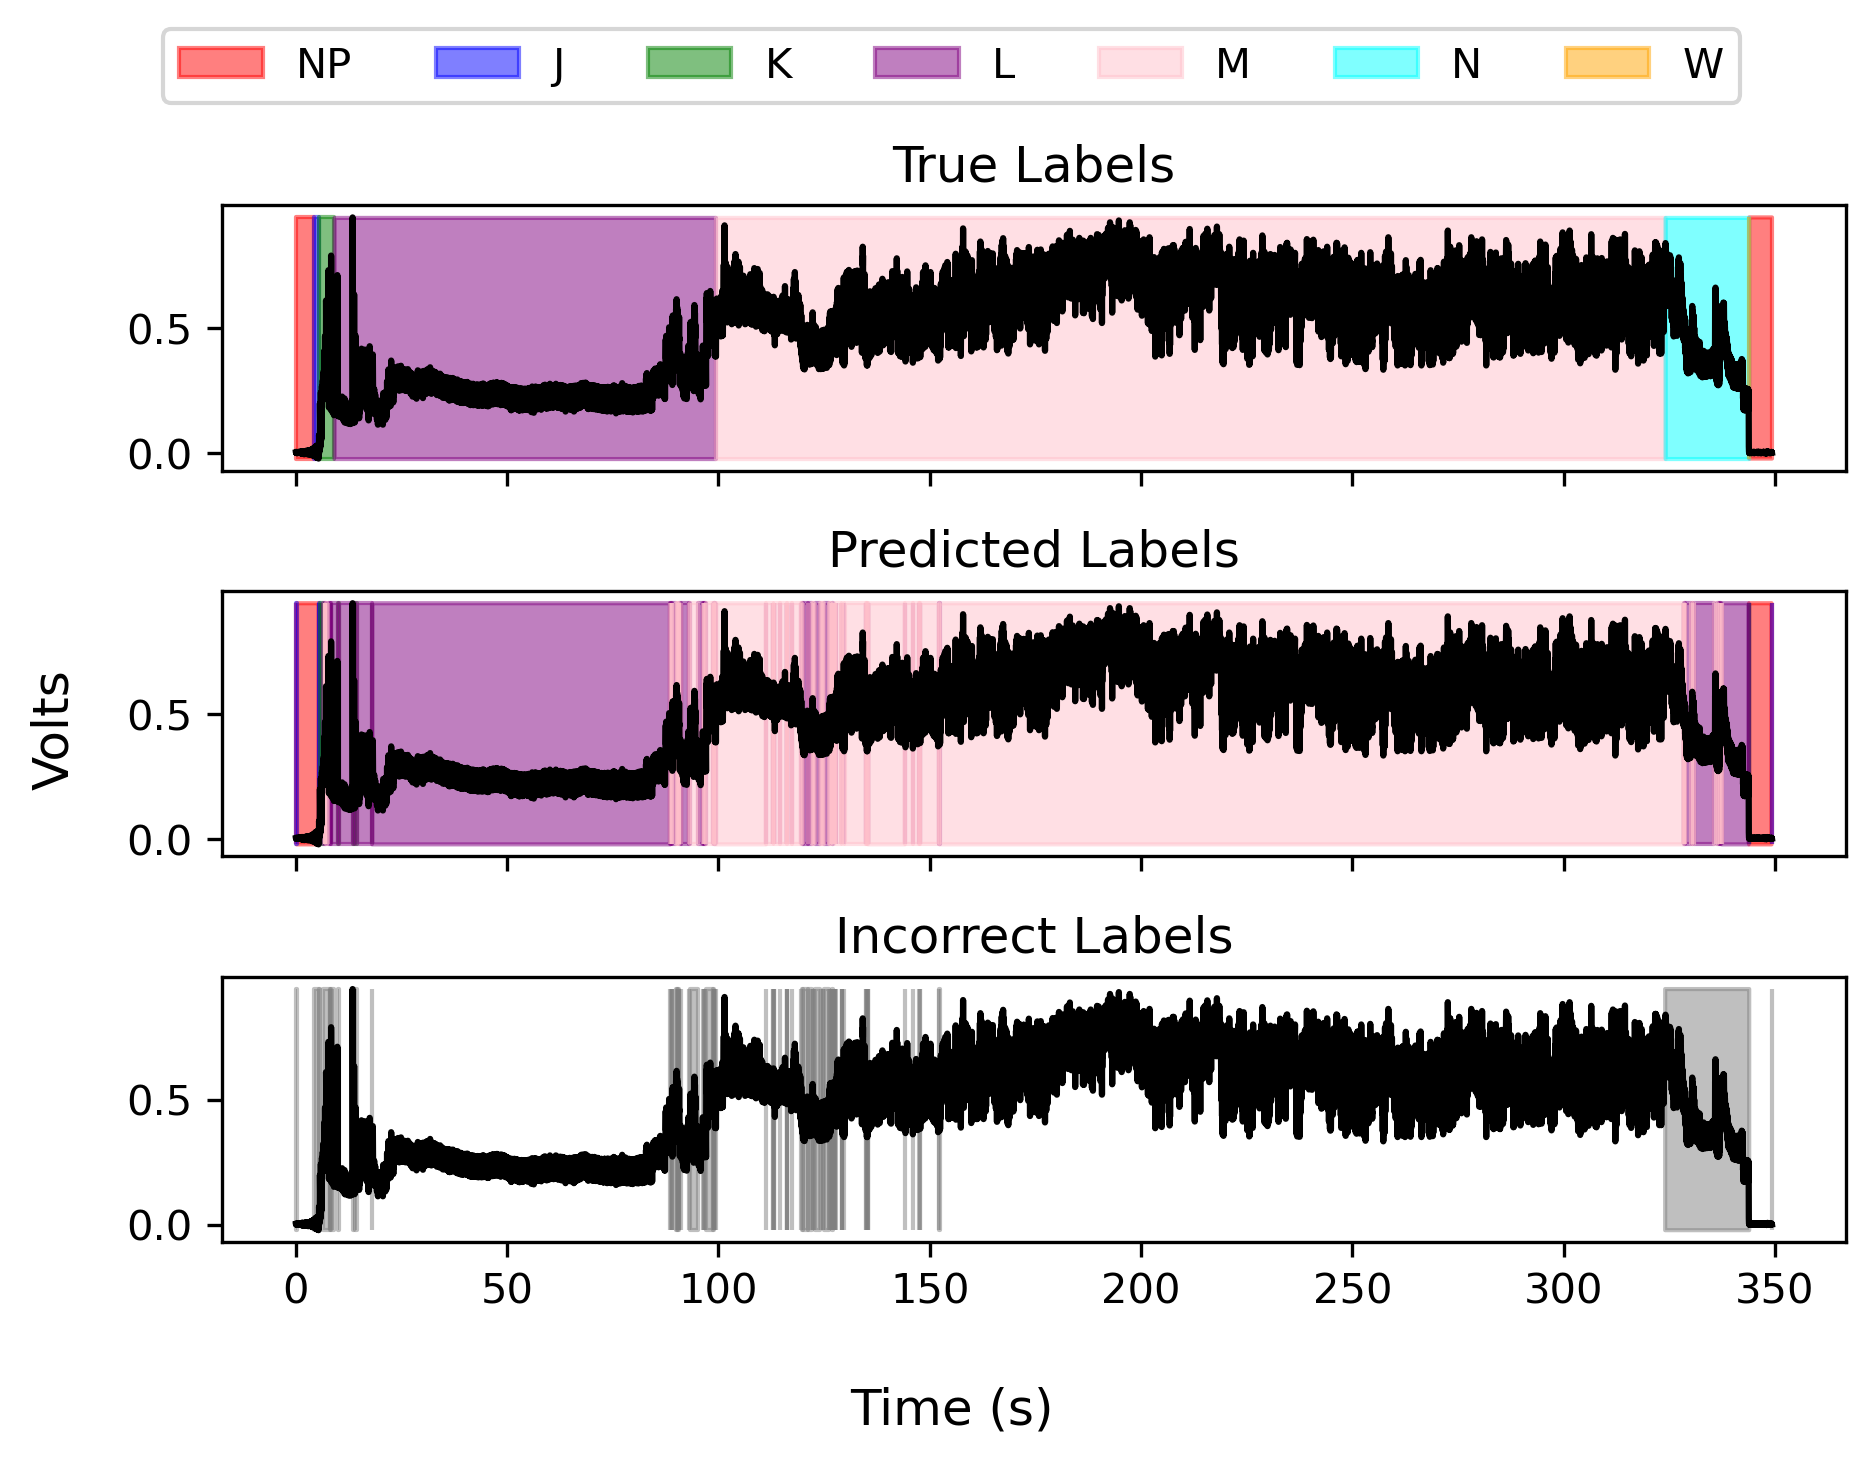 NP J K L M N W
True Labels
0.5
0.0
Predicted Labels
0.5
0.0
Volts
Incorrect Labels
0.5
0.0
0 50 100 150 200 250 300 350
Time (s)